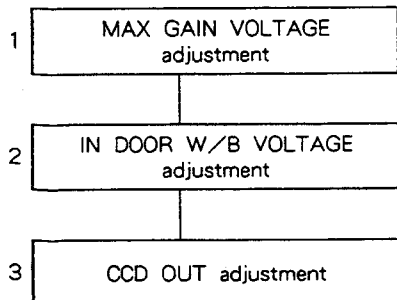 1 MAX GAIN VOLTAGE
adjustment
2 IN DOOR W/B VOLTAGE
adjustment
3 CCD OUT adjustment